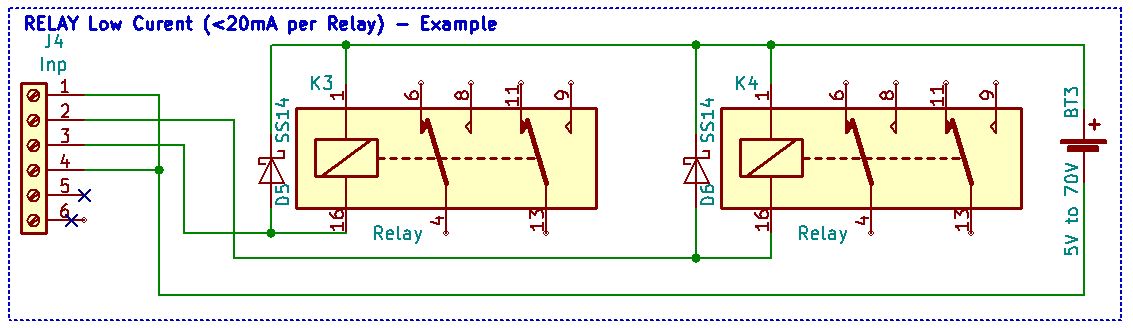 RELAY Low Curent (<20mA per Relay) - Example
J4
Inp
1
2
3
4
5
6
K3
1
6
8
11
9
SS14
D5
16
4
13
Relay
K4
1
6
8
11
9
SS14
D6
16
4
13
Relay
BT3
+
5V to 70V